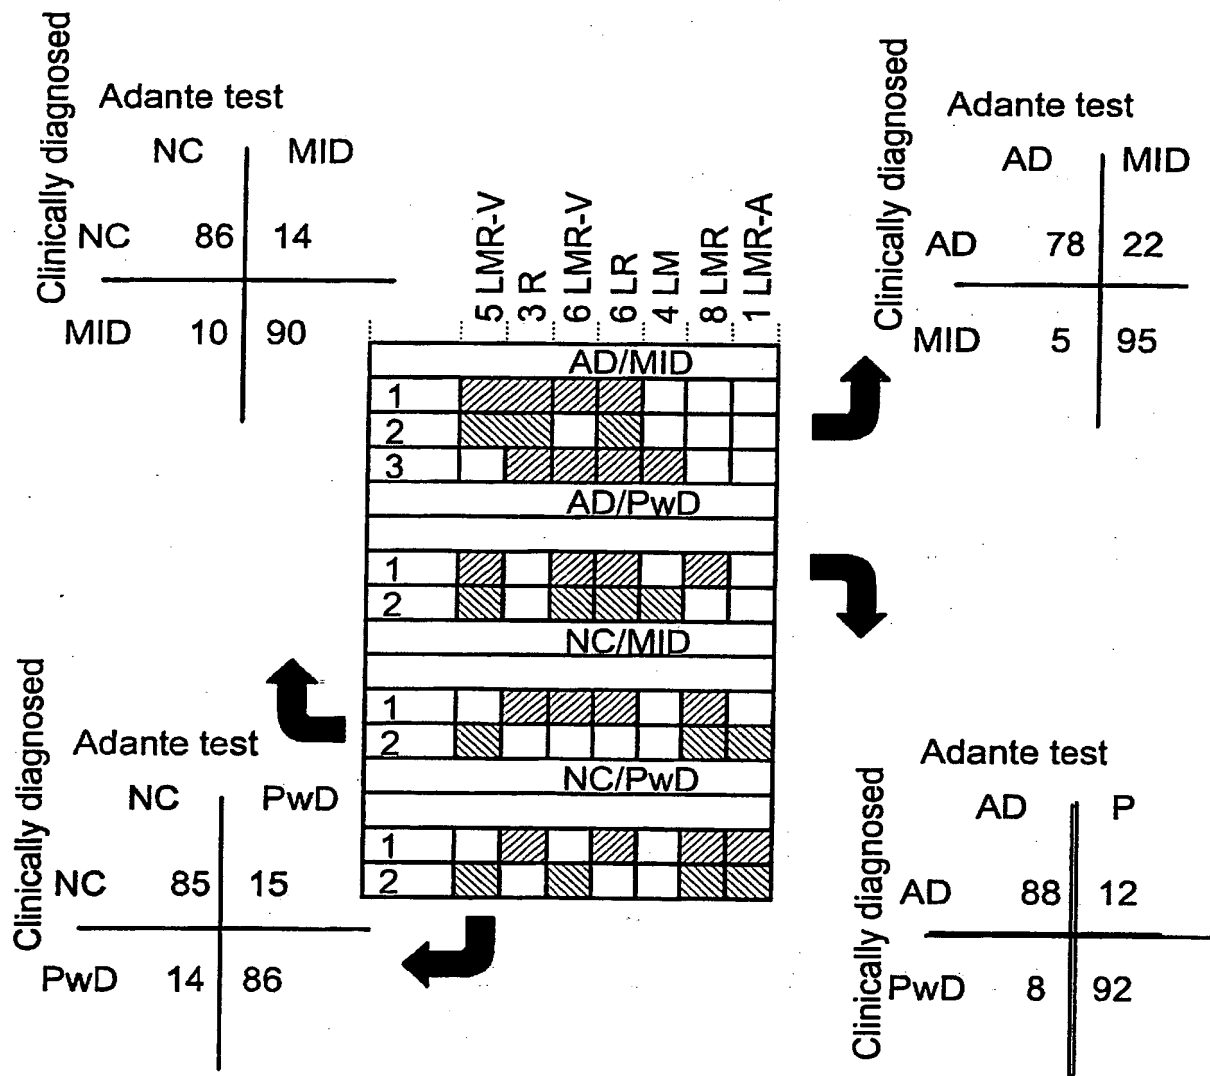 Clinically diagnosed
Adante test
NC MID
NC 86 14
MID 10 90
Clinically diagnosed
Adante test
AD MID
AD 78 22
MID 5 95
5 LMR-V
3 R
6 LMR-V
6 LR
4 LM
8 LMR
1 LMR-A
AD/MID
1
2
3
AD/PwD
1
2
NC/MID
1
2
NC/PwD
1
2
Clinically diagnosed
Adante test
NC PwD
NC 85 15
PwD 14 86
Clinically diagnosed
Adante test
AD P
AD 88 12
PwD 8 92